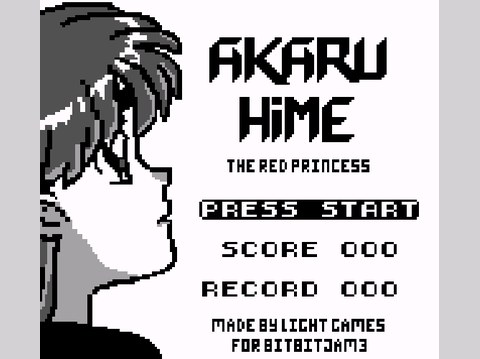 AKARU
HiME
THE RED PRINCESS
PRESS START
SCORE 000
RECORD 000
MADE BY LIGHT GAMES
FOR BITBITJAM3